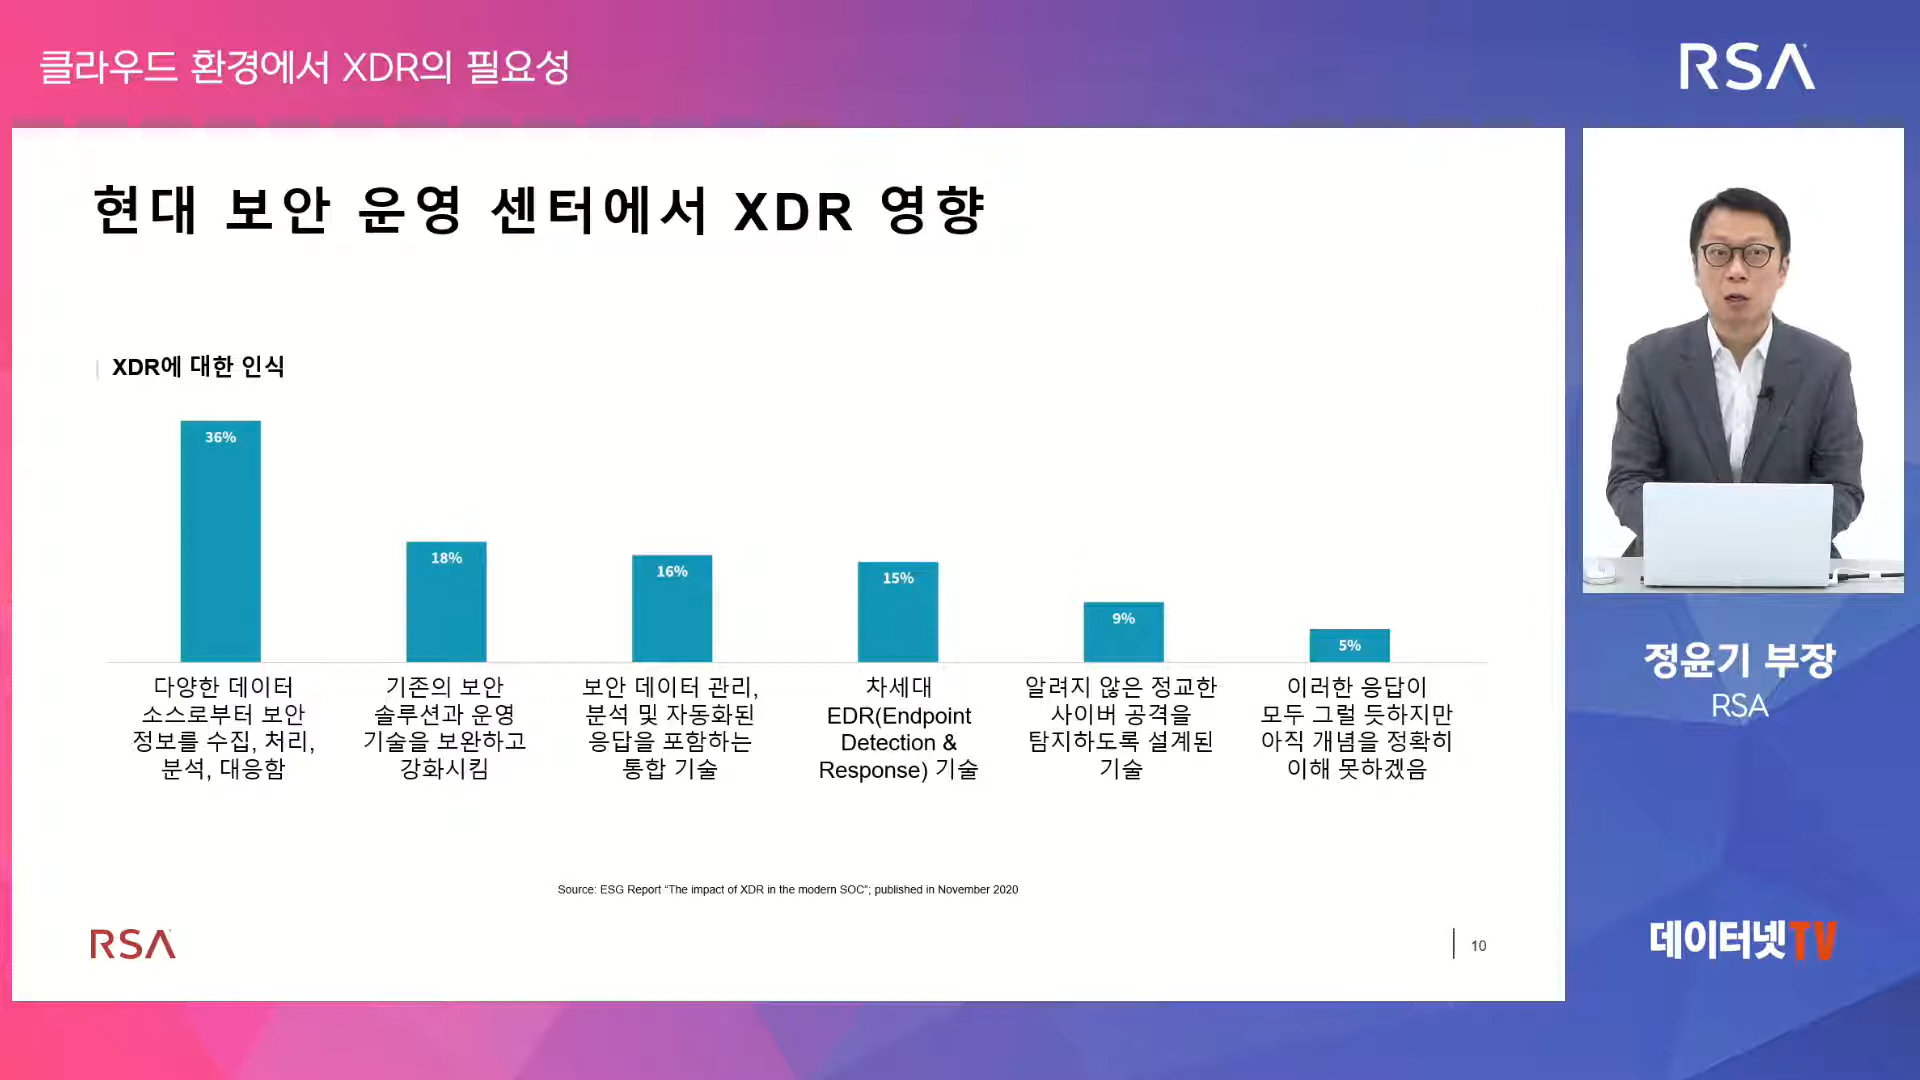 클라우드 환경에서 XDR의 필요성
RSA
현대 보안 운영 센터에서 XDR 영향
XDR에 대한 인식
36%
18%
16%
15%
9%
5%
다양한 데이터
소스로부터 보안
정보를 수집, 처리,
분석, 대응함
기존의 보안
솔루션과 운영
기술을 보완하고
강화시킴
보안 데이터 관리,
분석 및 자동화된
응답을 포함하는
통합 기술
차세대
EDR(Endpoint
Detection &
Response) 기술
알려지 않은 정교한
사이버 공격을
탐지하도록 설계된
기술
이러한 응답이
모두 그럴 듯하지만
아직 개념을 정확히
이해 못하겠음
Source: ESG Report “The impact of XDR in the modern SOC”; published in November 2020
RSA
10
정윤기 부장
RSA
데이터넷TV